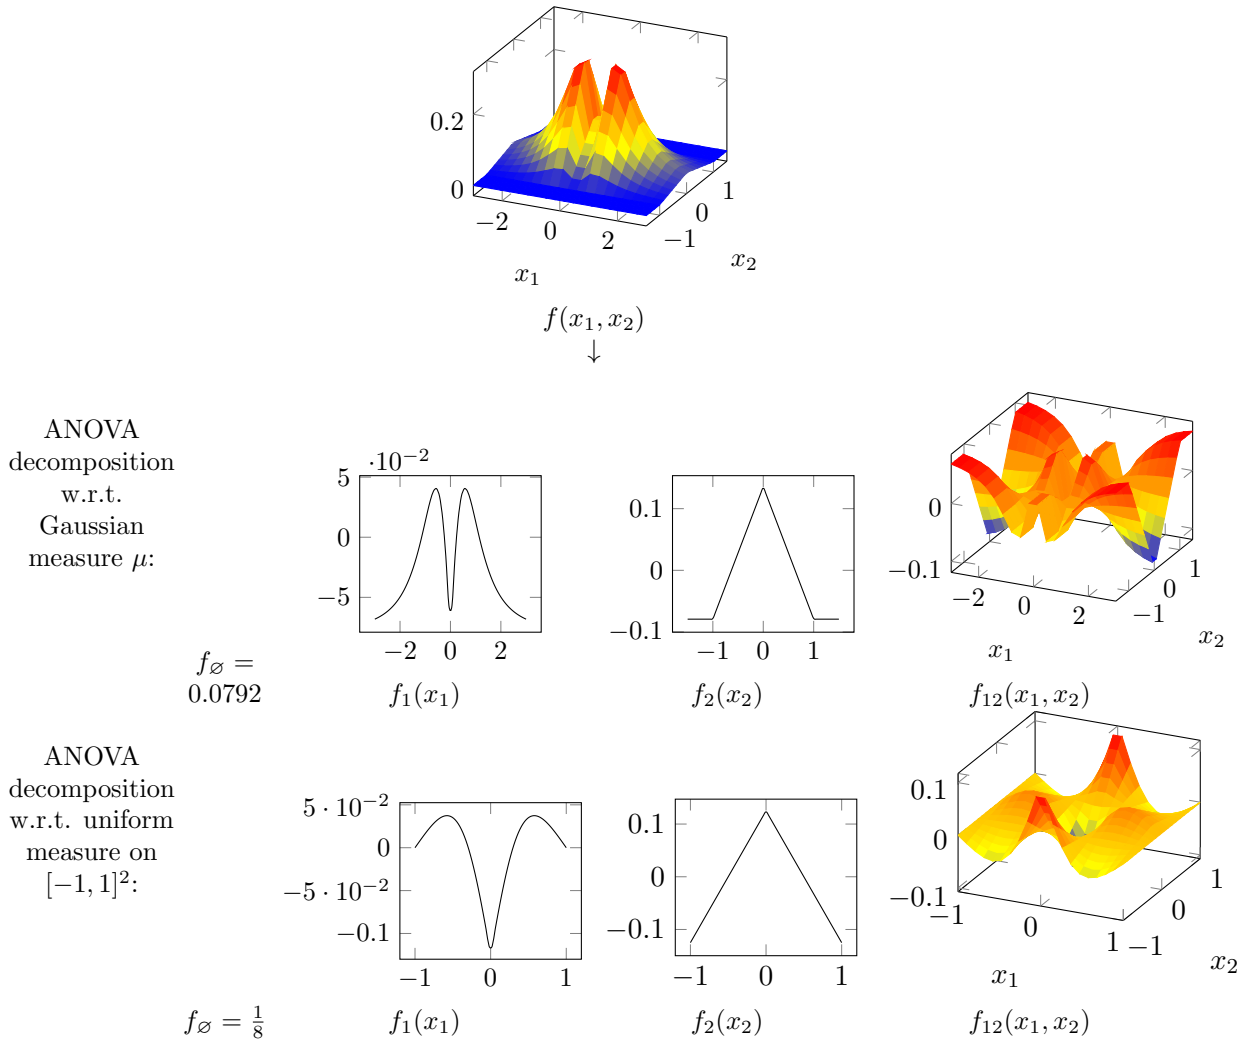 0.2
0
−2
0
2
−1
0
1
x₁
x₂
f(x₁, x₂)
↓
ANOVA
decomposition
w.r.t.
Gaussian
measure μ:
5
·10⁻²
0
−5
−2 0 2
0.1
0
−0.1
−1 0 1
0
−0.1
−2
0
2
−1
0
1
x₁
x₂
f∅ =
0.0792
f₁(x₁)
f₂(x₂)
f₁₂(x₁, x₂)
ANOVA
decomposition
w.r.t. uniform
measure on
[−1, 1]²:
5 · 10⁻²
0
−5 · 10⁻²
−0.1
−1 0 1
0.1
0
−0.1
−1 0 1
0.1
0
−0.1
−1
0
1
−1
0
1
x₁
x₂
f∅ = 1/8
f₁(x₁)
f₂(x₂)
f₁₂(x₁, x₂)